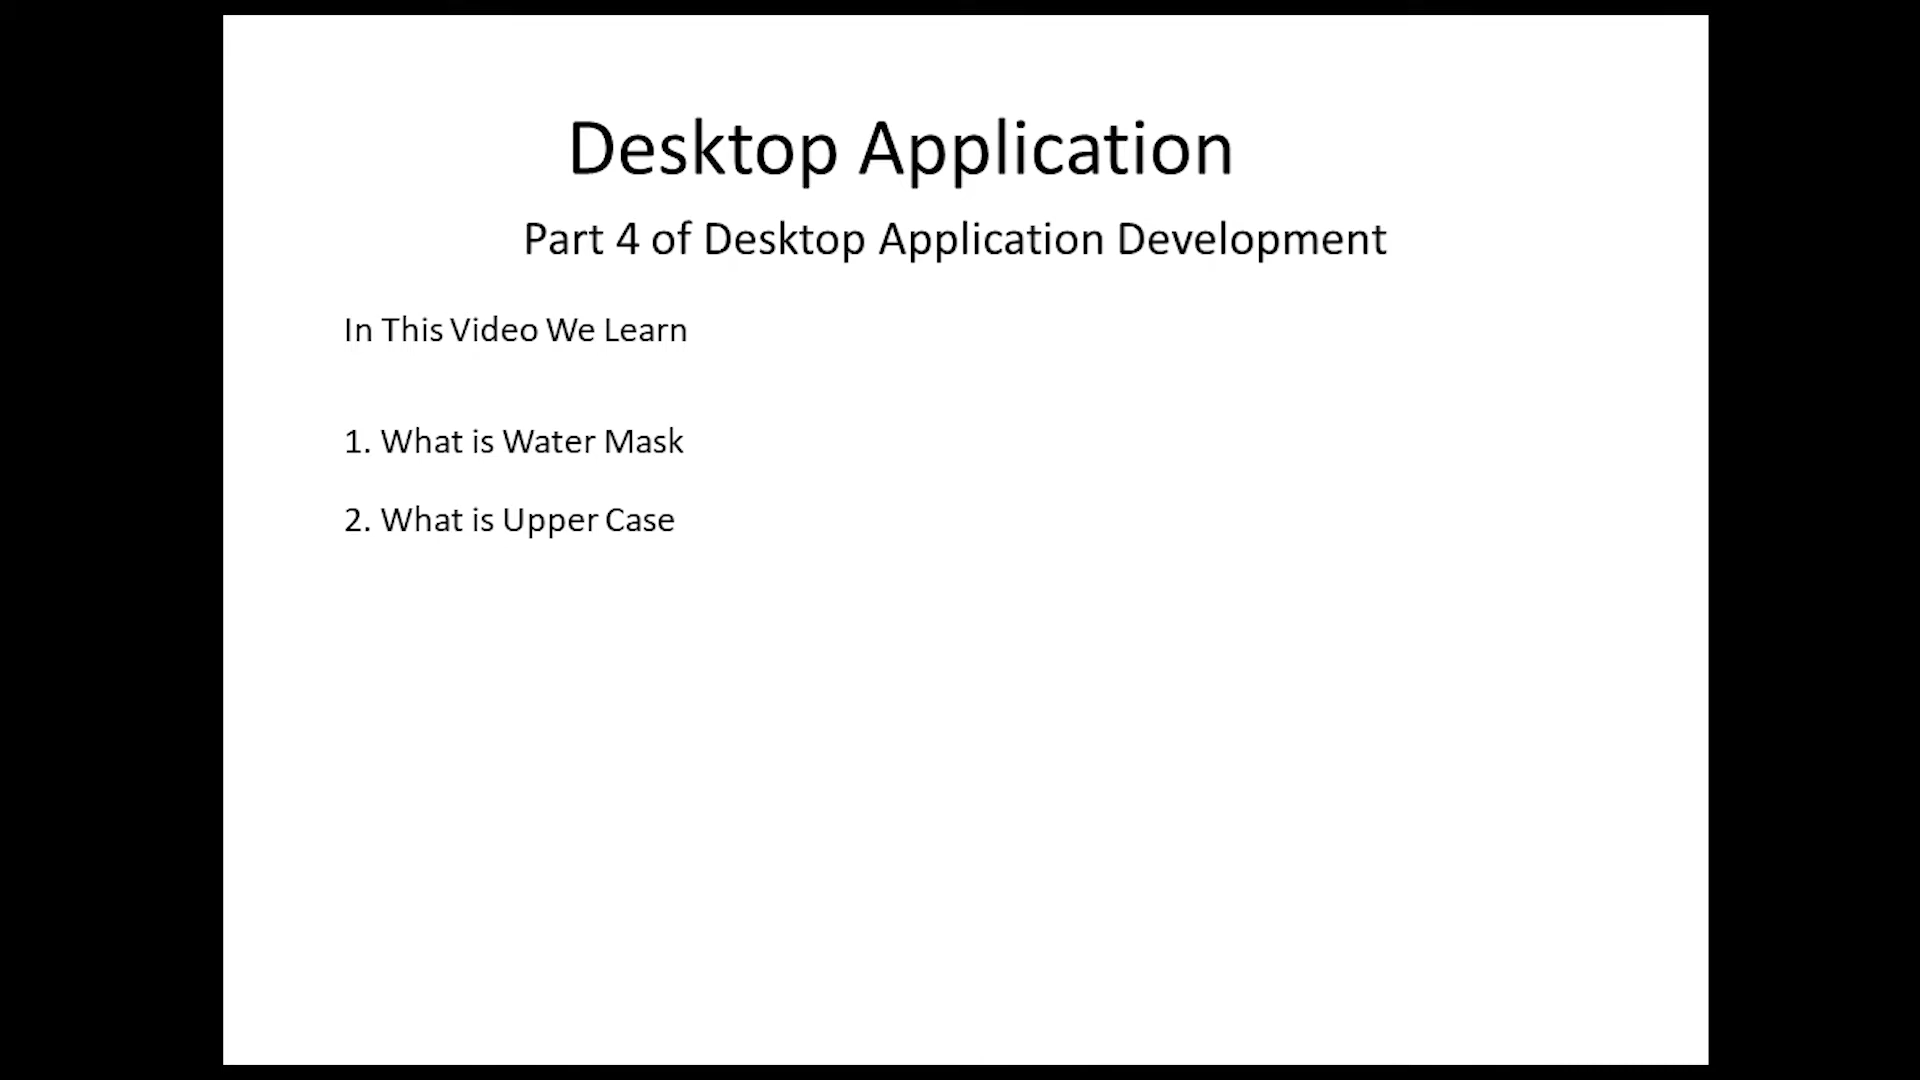 Desktop Application
Part 4 of Desktop Application Development
In This Video We Learn
1. What is Water Mask
2. What is Upper Case